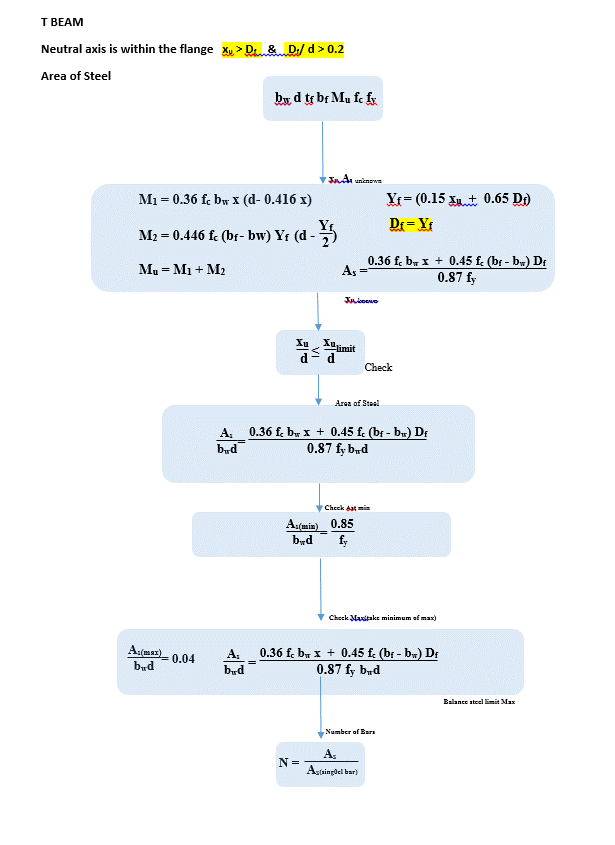 T BEAM
Neutral axis is within the flange xu > Df & Df/ d > 0.2
Area of Steel
bw d tf bf Mu fc fy
xu As unknown
M1 = 0.36 fc bw x (d- 0.416 x)
Yf = (0.15 xu + 0.65 Df)
M2 = 0.446 fc (bf - bw) Yf (d - Yf/2)
Df = Yf
Mu = M1 + M2
As = 0.36 fc bw x + 0.45 fc (bf - bw) Df / 0.87 fy
Xu known
xu/d ≤ xulimit/d
Check
Area of Steel
As/bwd = 0.36 fc bw x + 0.45 fc (bf - bw) Df / 0.87 fy bwd
Check Ast min
As(min)/bwd = 0.85/fy
Check Max(take minimum of max)
As(max)/bwd = 0.04
As/bwd = 0.36 fc bw x + 0.45 fc (bf - bw) Df / 0.87 fy bwd
Balance steel limit Max
Number of Bars
N = As / As(sing0el bar)